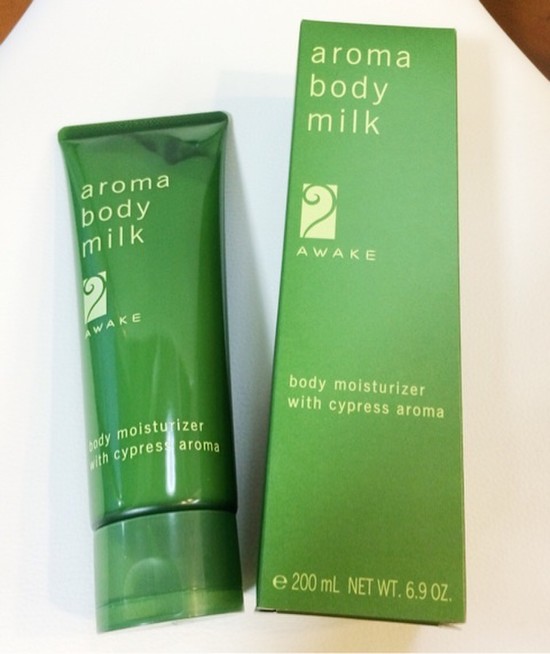 aroma
body
milk
AWAKE
body moisturizer
with cypress aroma
aroma
body
milk
AWAKE
body moisturizer
with cypress aroma
℮ 200 mL NET WT. 6.9 OZ.